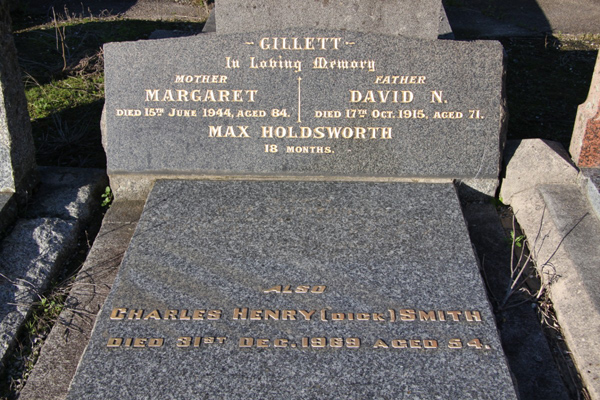 - GILLETT -
In Loving Memory
MOTHER
MARGARET
DIED 15TH JUNE 1944, AGED 84.
FATHER
DAVID N.
DIED 17TH OCT. 1915, AGED 71.
MAX HOLDSWORTH
18 MONTHS.
ALSO
CHARLES HENRY (DICK) SMITH
DIED 31ST DEC. 1969 AGED 54.